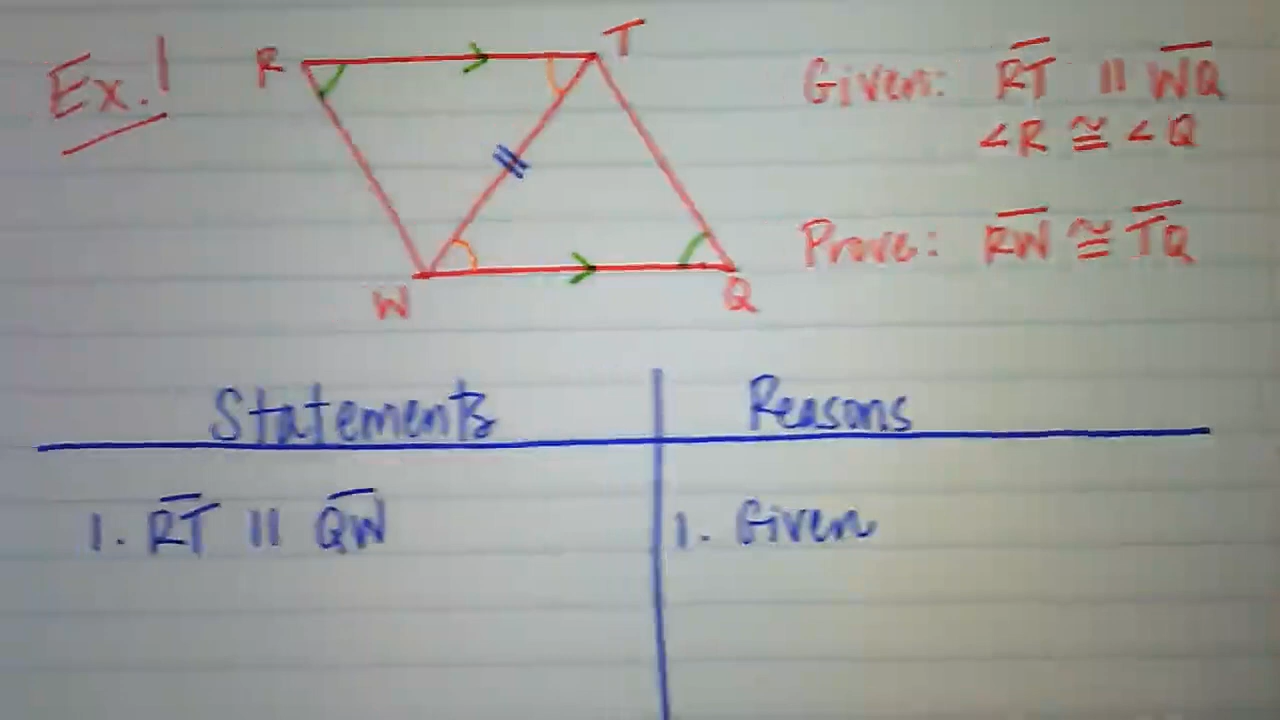 Ex. 1
R
T
W
Q
Given: RT || WQ
<R ≅ <Q
Prove: RW ≅ TQ
Statements
Reasons
1. RT || QW
1. Given